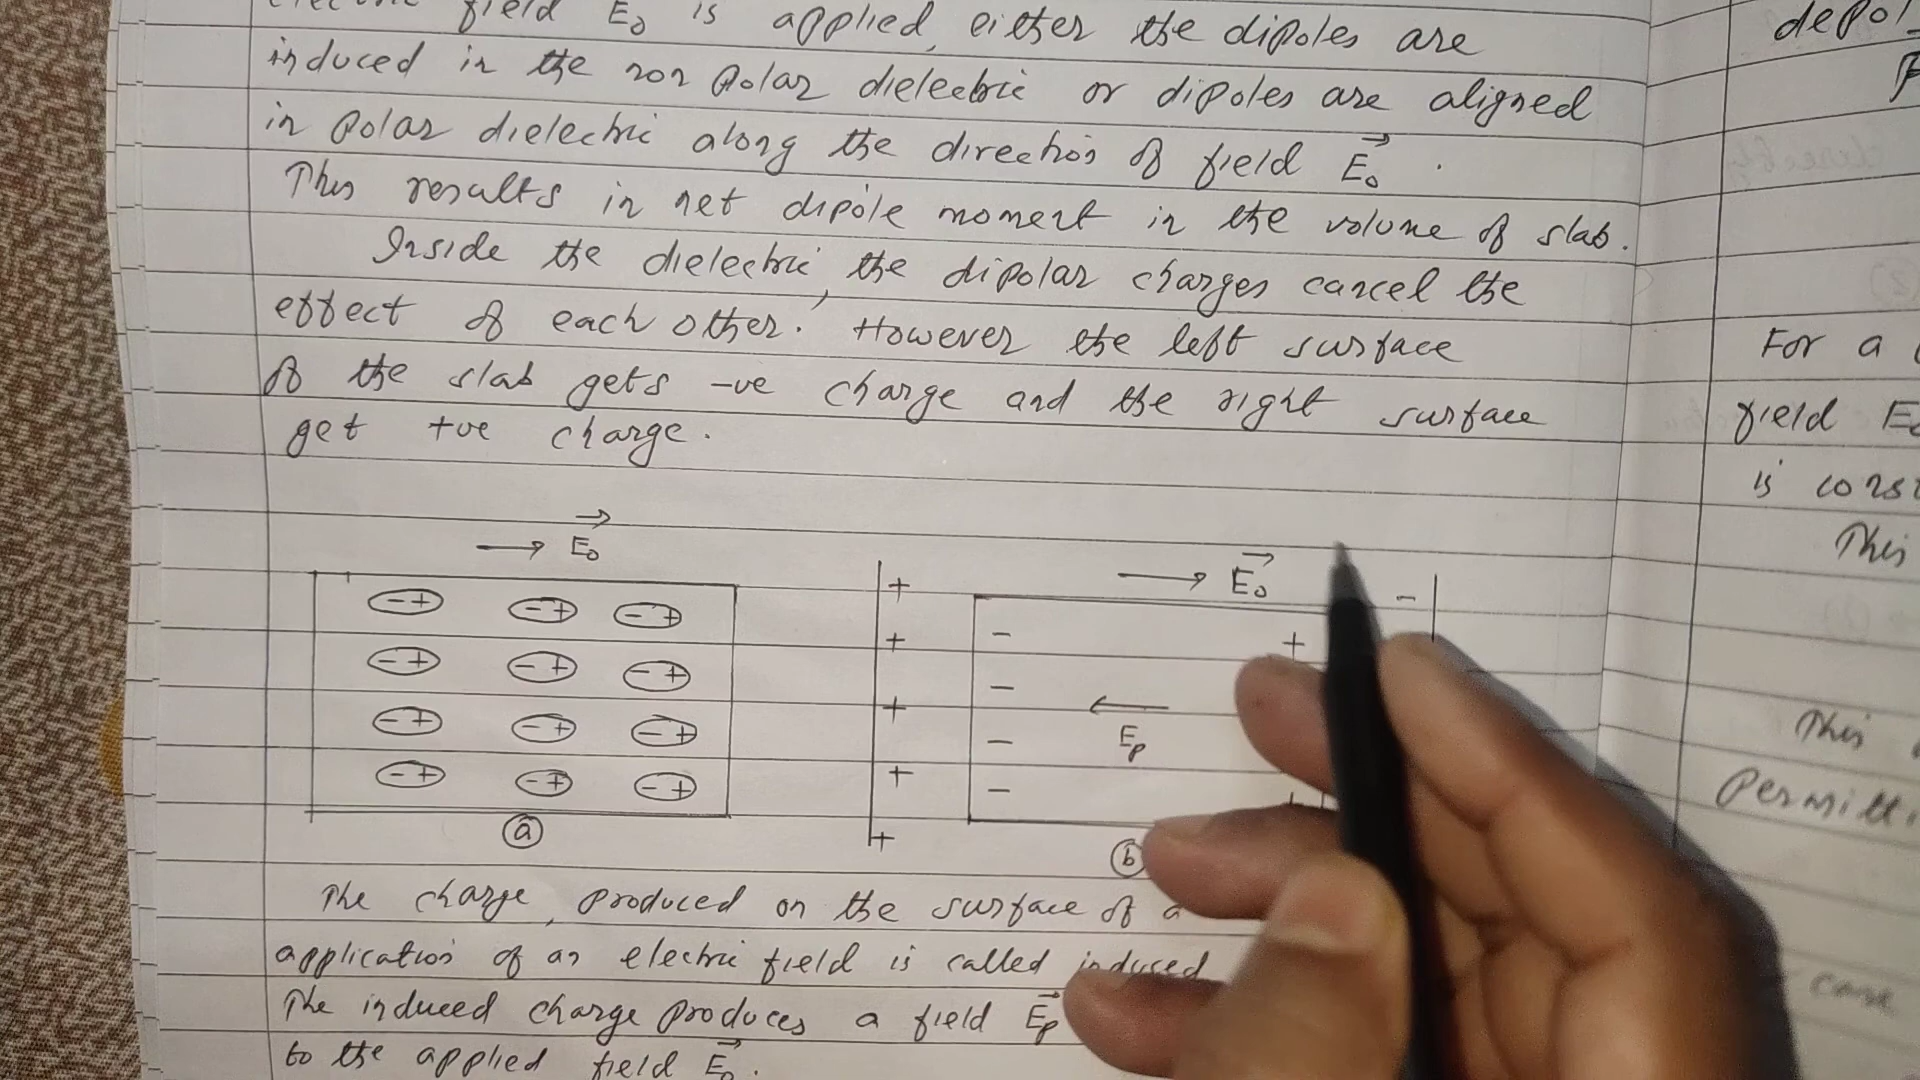 field E₀ is applied, either the dipoles are
induced in the non polar dielectric or dipoles are aligned
in polar dielectric along the direction of field E₀ .
This results in net dipole moment in the volume of slab.
Inside the dielectric, the dipolar charges cancel the
effect of each other. However the left surface
of the slab gets -ve charge and the right surface
get +ve charge.
→ E₀
- + - + - +
- + - + - +
- + - + - +
- + - + - +
(a)
+
+
+
+
+
→ E₀
-
- +
-
-
-
← Eₚ
(b)
The charge, produced on the surface of a
application of an electric field is called induced
The induced charge produces a field Eₚ
to the applied field E₀.
For a
field
is
This
This